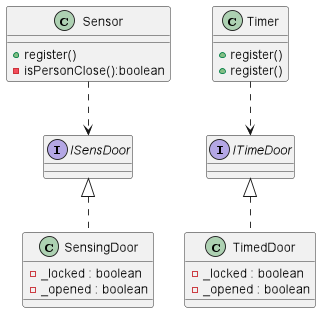 C Sensor
register()
isPersonClose():boolean
C Timer
register()
register()
I ISensDoor
I ITimeDoor
C SensingDoor
_locked : boolean
_opened : boolean
C TimedDoor
_locked : boolean
_opened : boolean